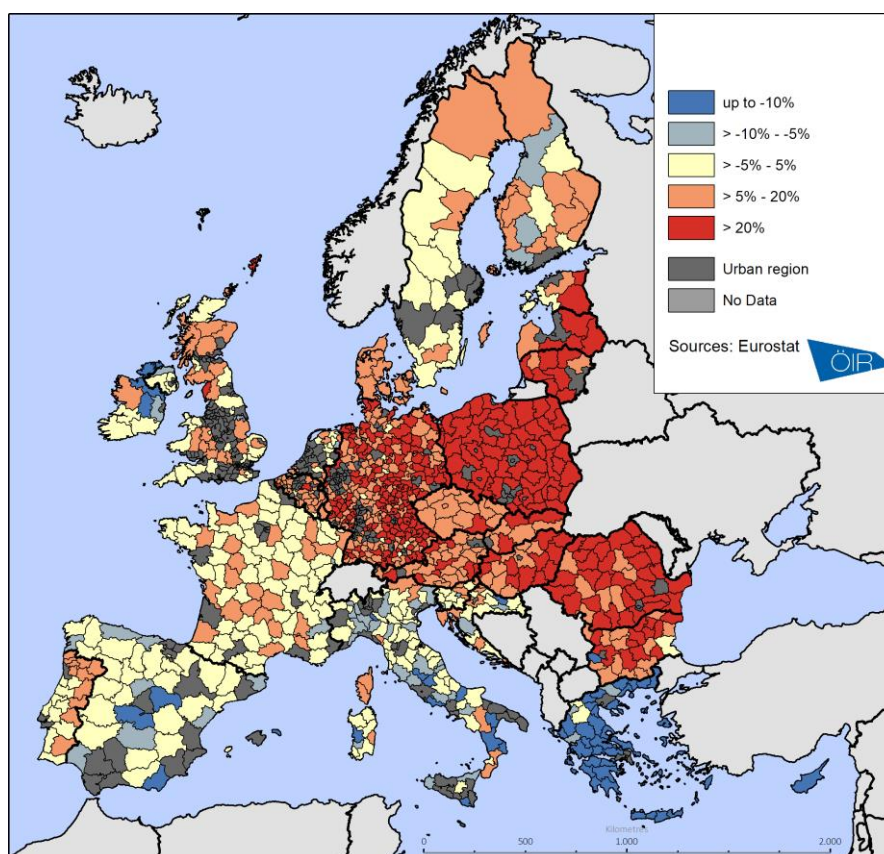 up to -10%
> -10% - -5%
> -5% - 5%
> 5% - 20%
> 20%
Urban region
No Data
Sources: Eurostat
ÖIR
Kilometres
0 500 1.000 2.000